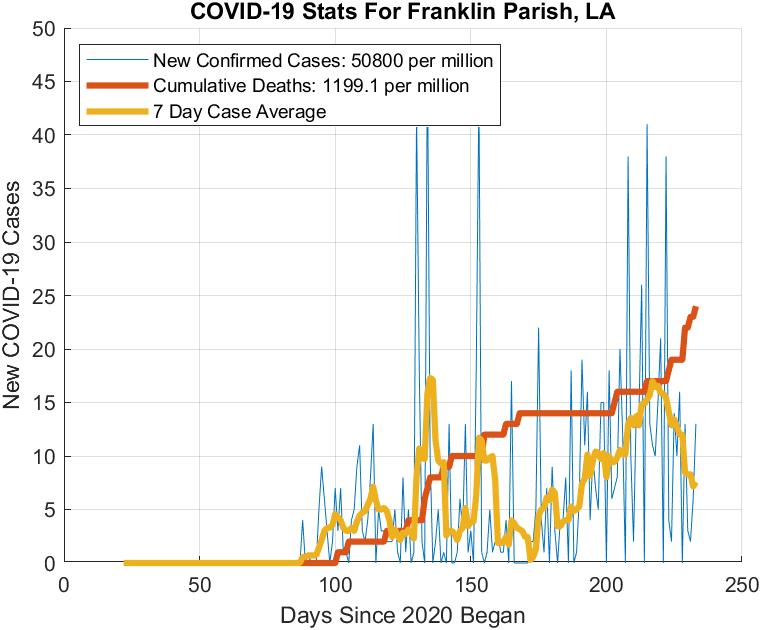 COVID-19 Stats For Franklin Parish, LA
New Confirmed Cases: 50800 per million
Cumulative Deaths: 1199.1 per million
7 Day Case Average
New COVID-19 Cases
50
45
40
35
30
25
20
15
10
5
0
0 50 100 150 200 250
Days Since 2020 Began